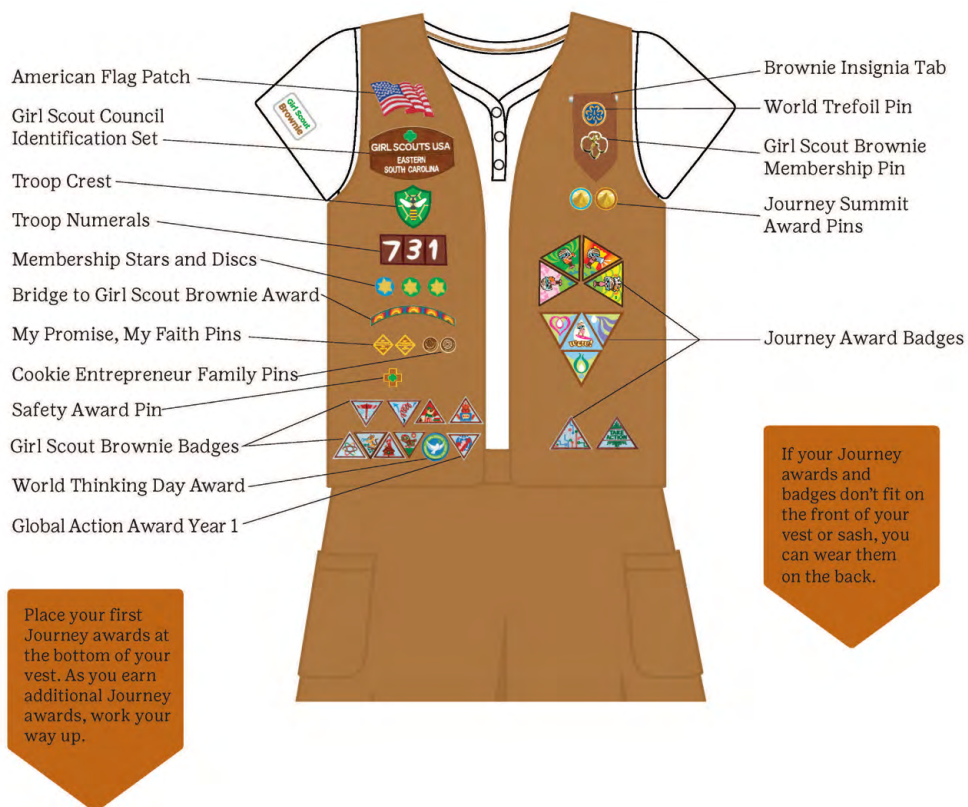 American Flag Patch
Girl Scout Council
Identification Set
Troop Crest
Troop Numerals
Membership Stars and Discs
Bridge to Girl Scout Brownie Award
My Promise, My Faith Pins
Cookie Entrepreneur Family Pins
Safety Award Pin
Girl Scout Brownie Badges
World Thinking Day Award
Global Action Award Year 1
Girl Scout
Brownie
GIRL SCOUTS USA
EASTERN
SOUTH CAROLINA
731
Brownie Insignia Tab
World Trefoil Pin
Girl Scout Brownie
Membership Pin
Journey Summit
Award Pins
Journey Award Badges
TAKE
ACTION
If your Journey
awards and
badges don't fit on
the front of your
vest or sash, you
can wear them
on the back.
Place your first
Journey awards at
the bottom of your
vest. As you earn
additional Journey
awards, work your
way up.